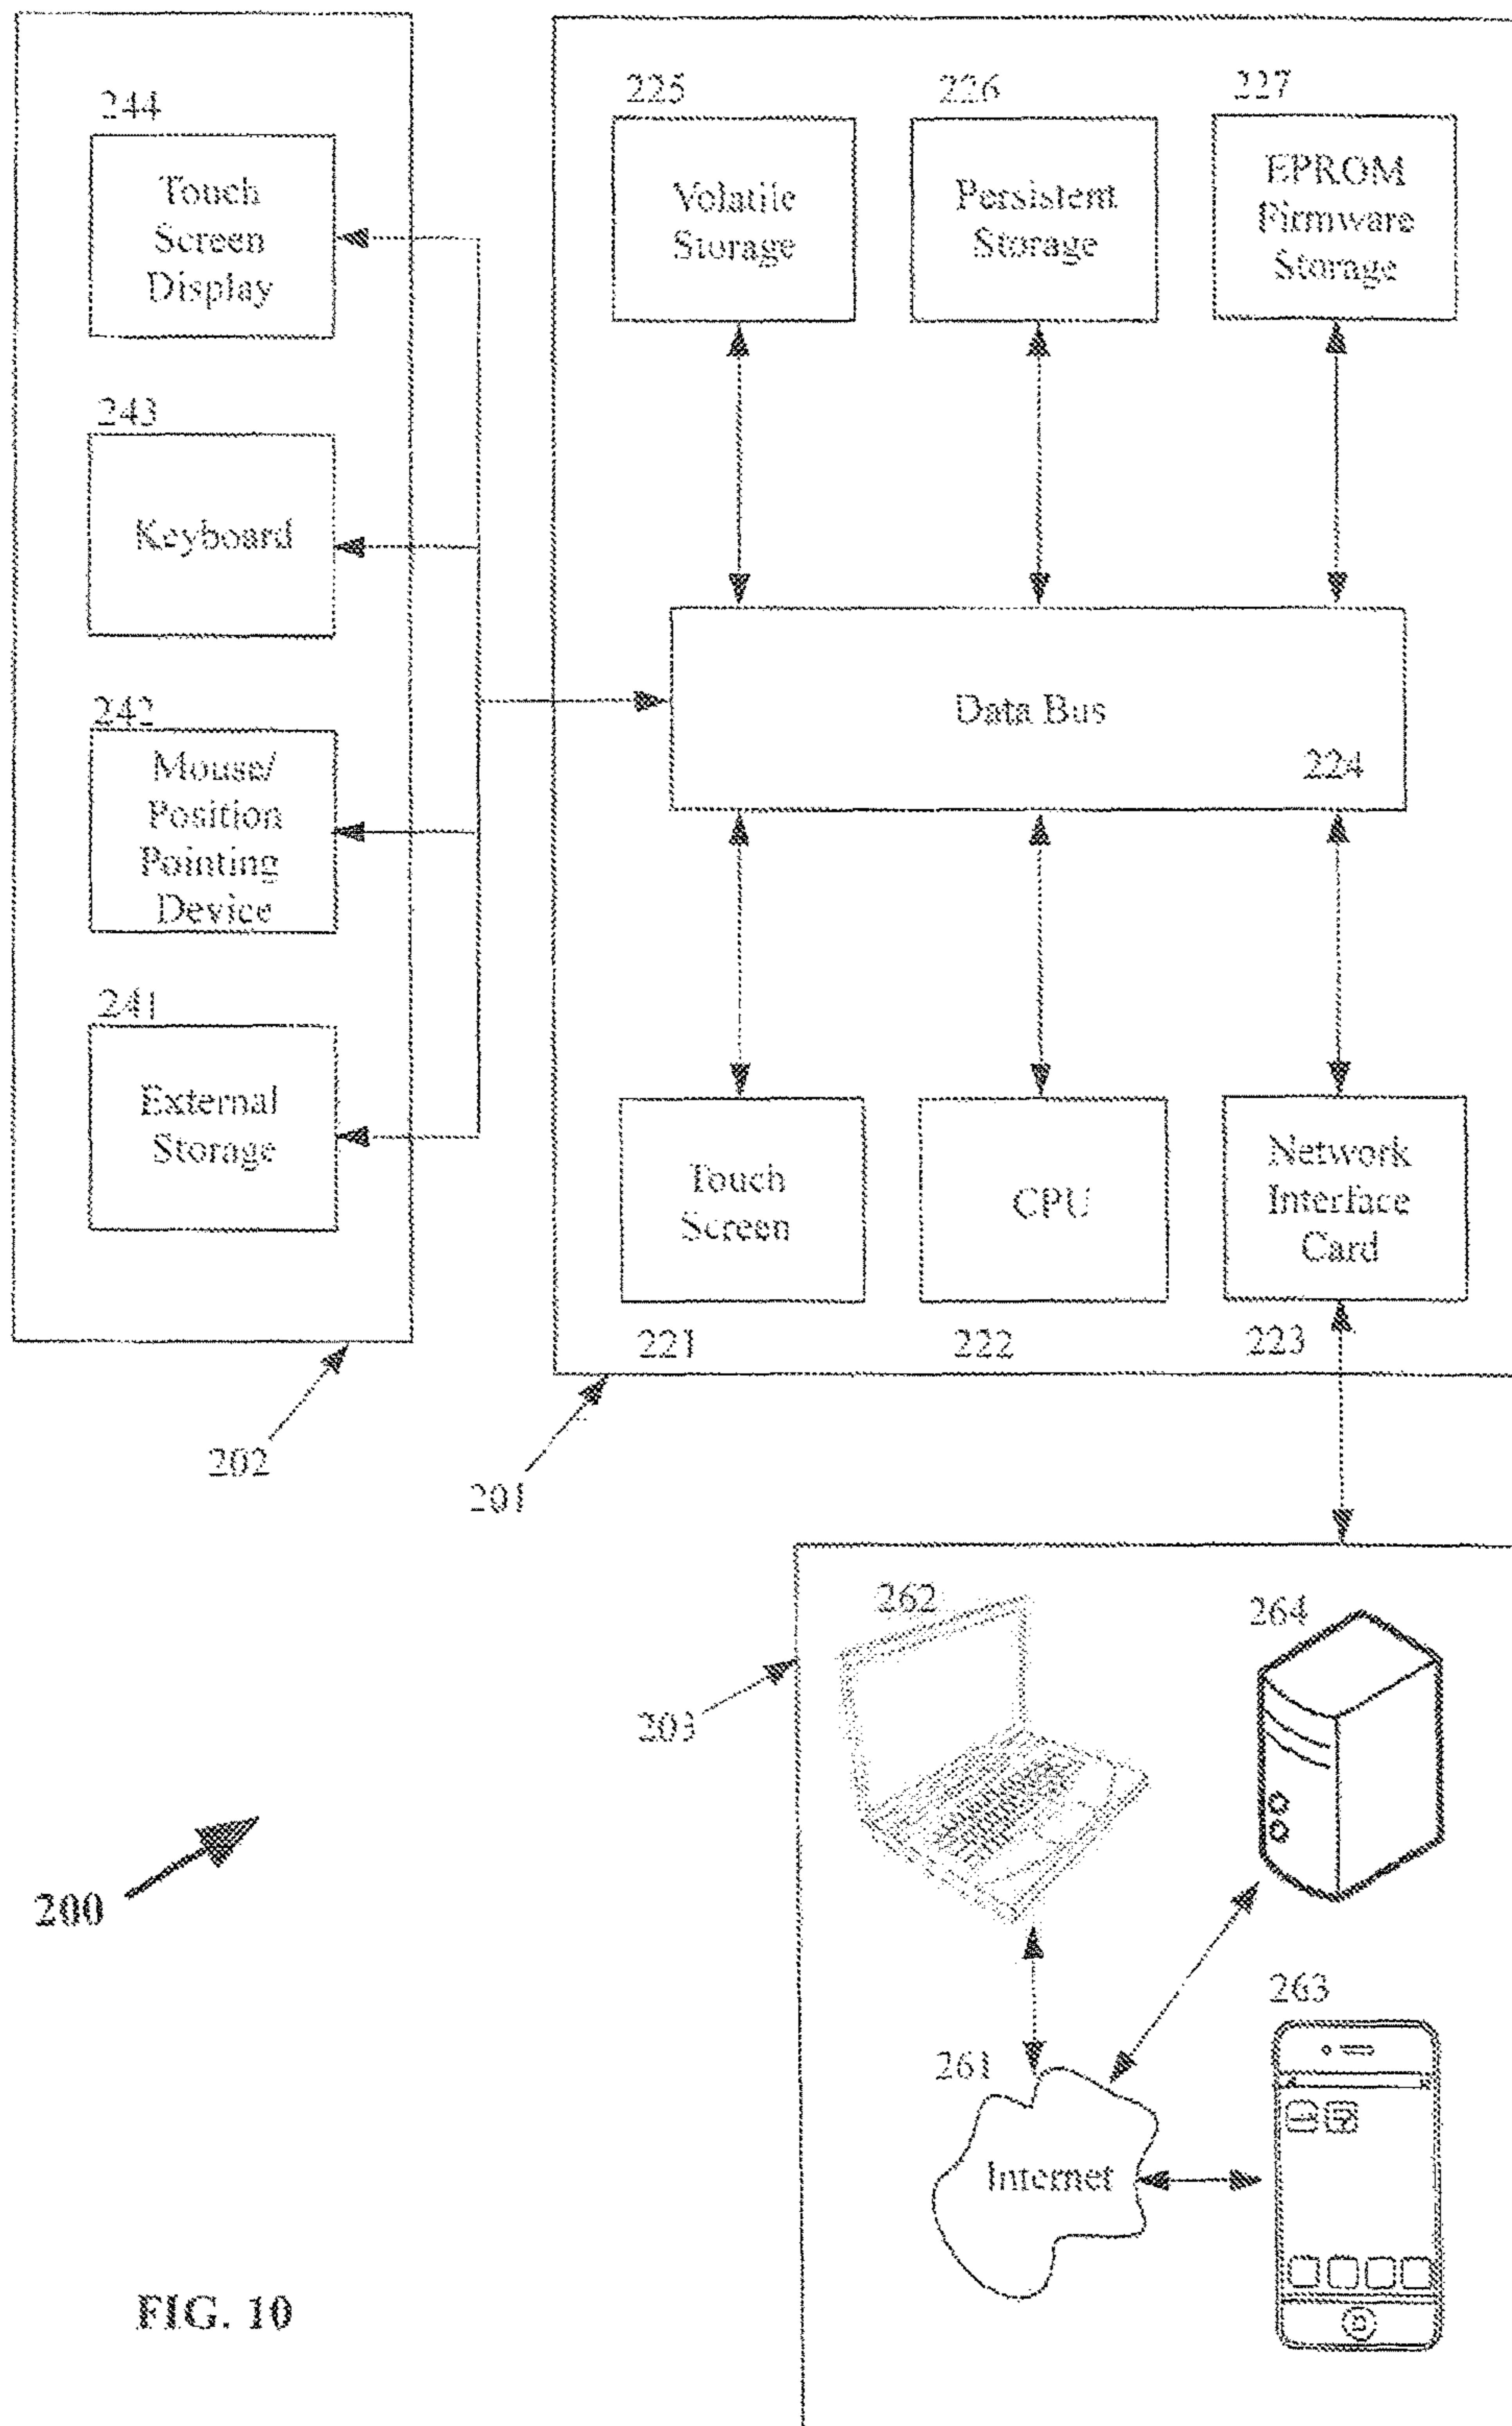 244
Touch
Screen
Display
243
Keyboard
242
Mouse/
Position
Pointing
Device
241
External
Storage
202
225
Volatile
Storage
226
Persistent
Storage
227
EPROM
Firmware
Storage
Data Bus
224
Touch
Screen
221
CPU
222
Network
Interface
Card
223
201
203
262
264
261
Internet
263
200
FIG. 10